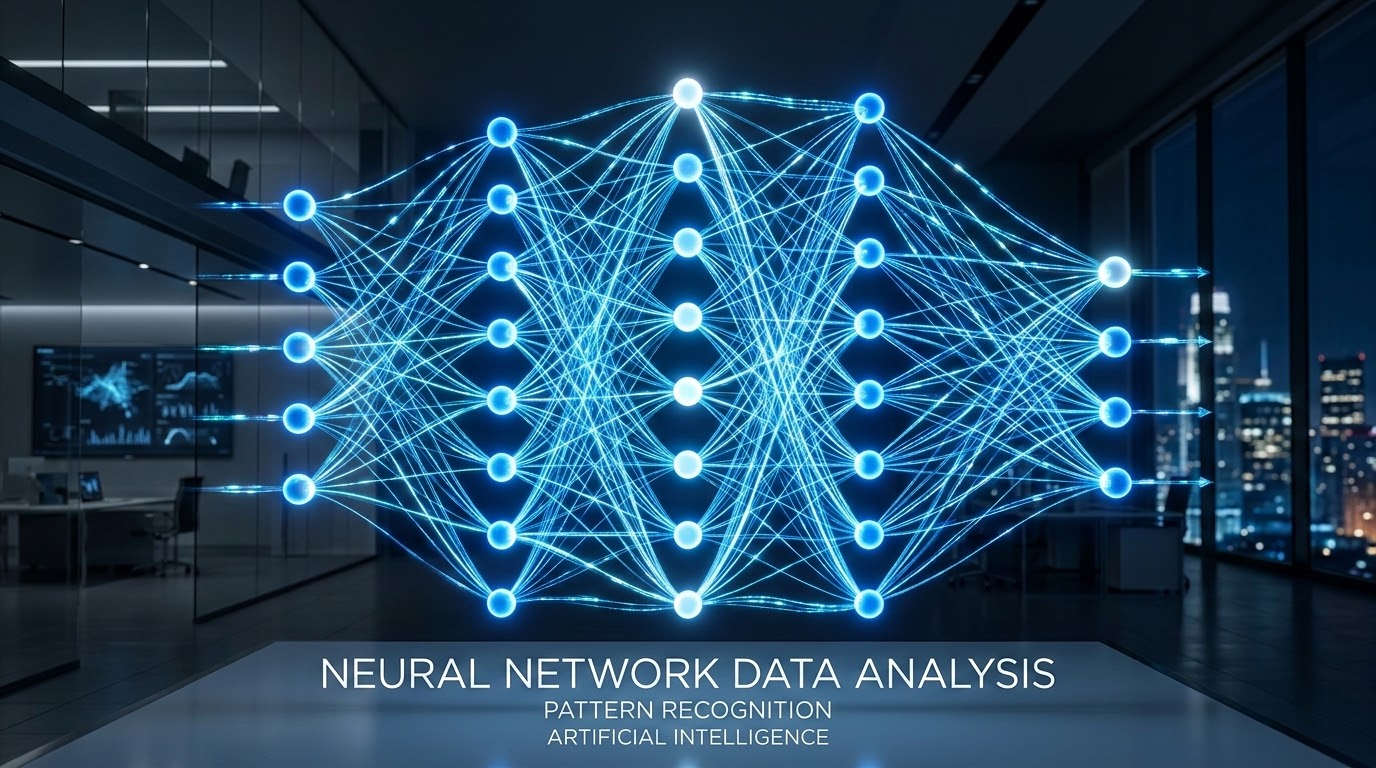 NEURAL NETWORK DATA ANALYSIS
PATTERN RECOGNITION
ARTIFICIAL INTELLIGENCE